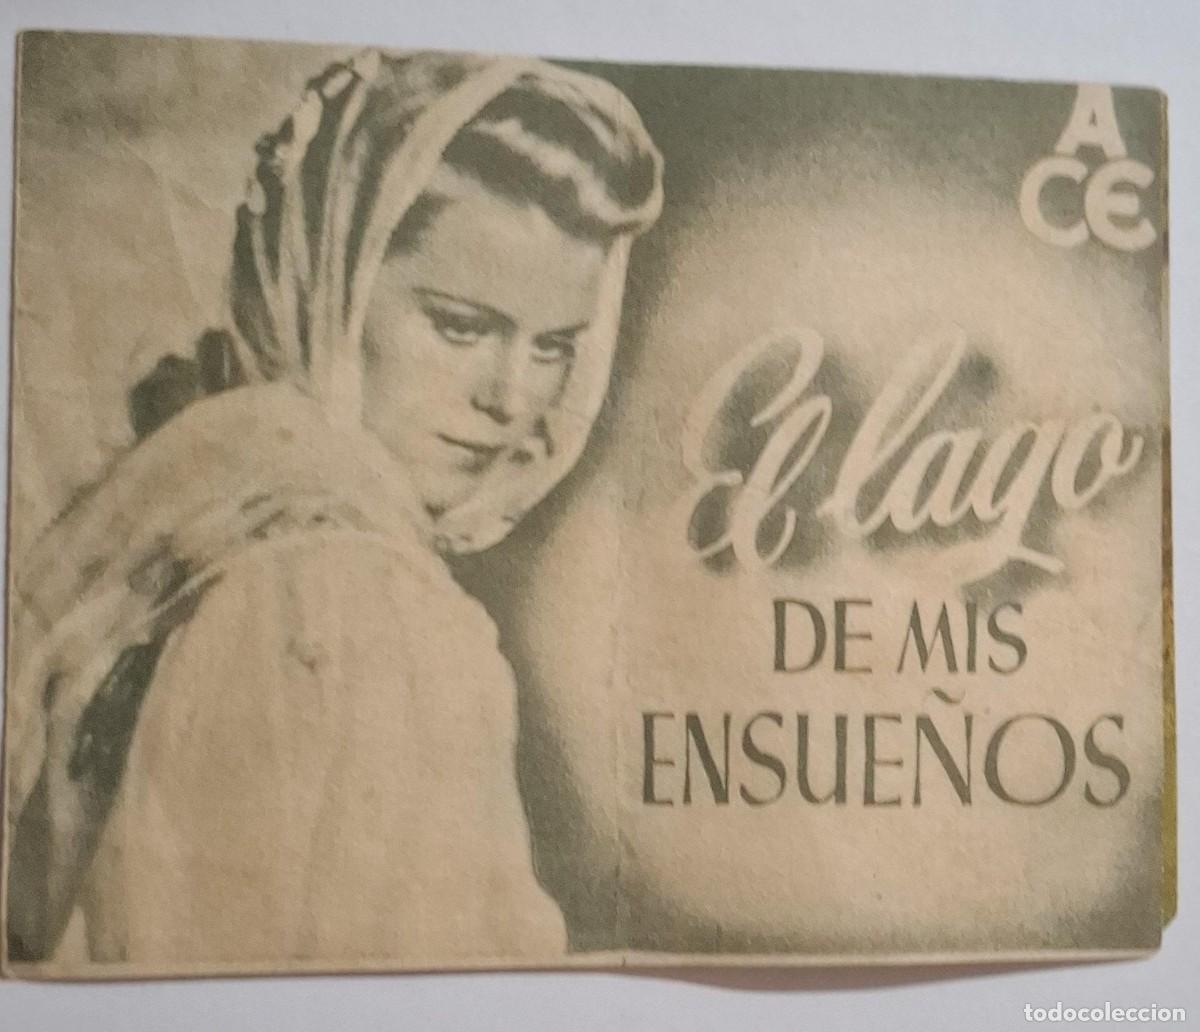 A
CE
El lago
DE MIS
ENSUEÑOS
todocoleccion